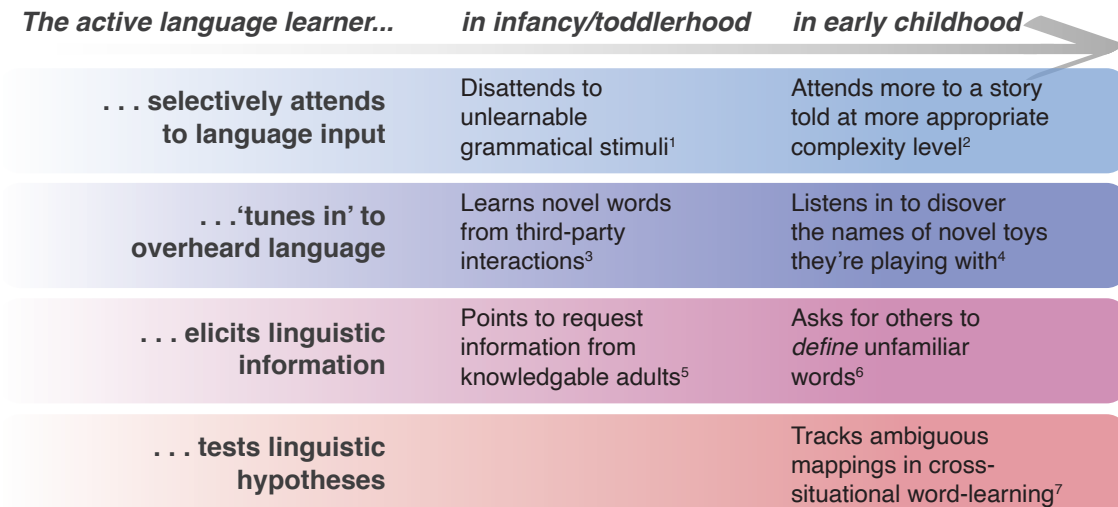 The active language learner... in infancy/toddlerhood in early childhood
. . . selectively attends
to language input
Disattends to
unlearnable
grammatical stimuli¹
Attends more to a story
told at more appropriate
complexity level²
. . .‘tunes in’ to
overheard language
Learns novel words
from third-party
interactions³
Listens in to disover
the names of novel toys
they’re playing with⁴
. . . elicits linguistic
information
Points to request
information from
knowledgable adults⁵
Asks for others to
define unfamiliar
words⁶
. . . tests linguistic
hypotheses
Tracks ambiguous
mappings in cross-
situational word-learning⁷